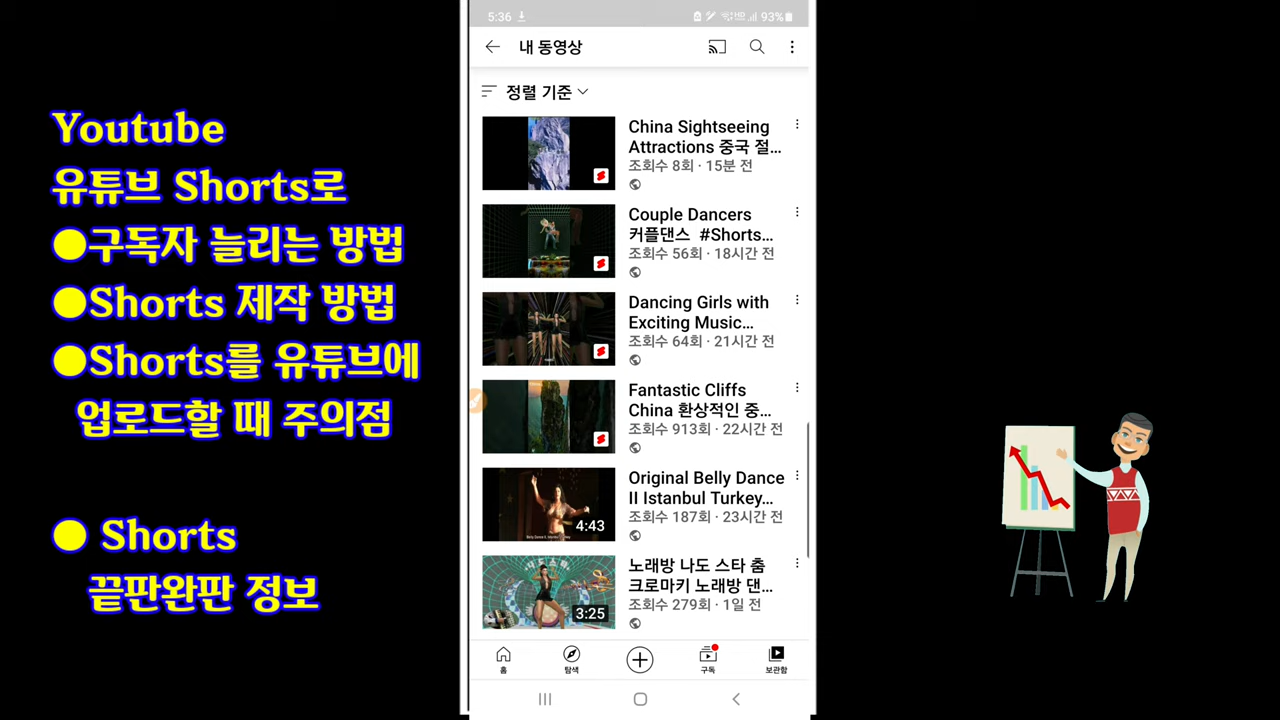 Youtube
유튜브 Shorts로
●구독자 늘리는 방법
●Shorts 제작 방법
●Shorts를 유튜브에
업로드할 때 주의점
● Shorts
끝판완판 정보
5:36
93%
내 동영상
정렬 기준
China Sightseeing
Attractions 중국 절...
조회수 8회 · 15분 전
Couple Dancers
커플댄스 #Shorts...
조회수 56회 · 18시간 전
Dancing Girls with
Exciting Music...
조회수 64회 · 21시간 전
Fantastic Cliffs
China 환상적인 중...
조회수 913회 · 22시간 전
Original Belly Dance
II Istanbul Turkey...
조회수 187회 · 23시간 전
4:43
노래방 나도 스타 춤
크로마키 노래방 댄...
조회수 279회 · 1일 전
3:25
홈
탐색
구독
보관함